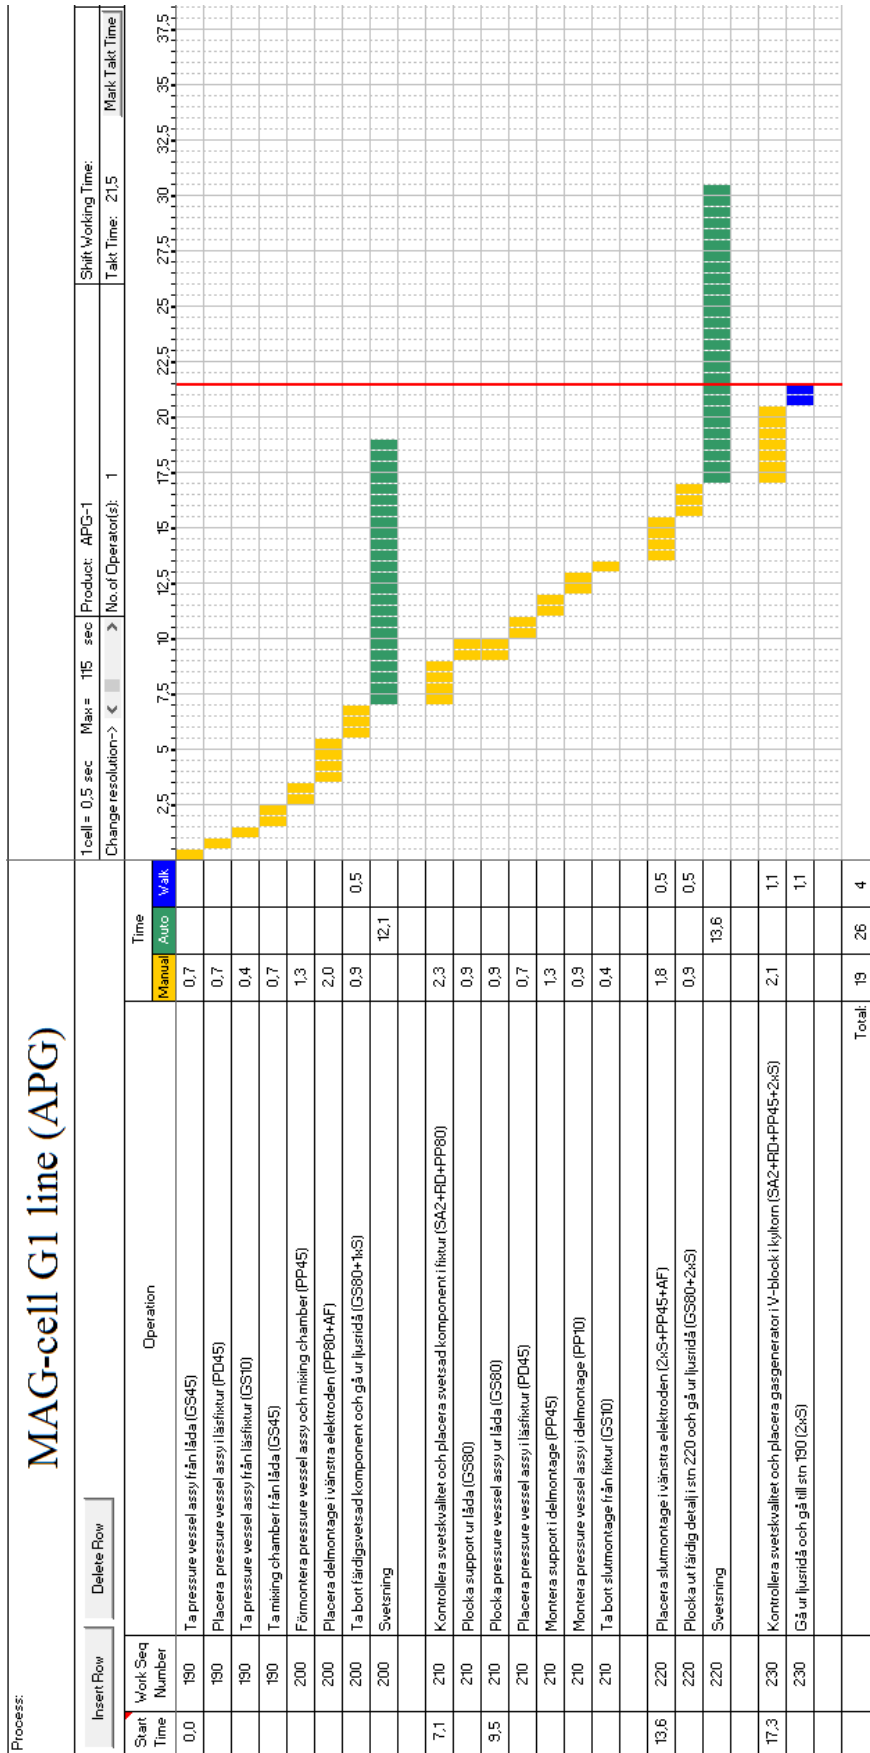 MAG-cell G1 line (APG)
Process:
Insert Row Delete Row
1 cell = 0,5 sec Max = 115 sec Product: APG-1 Shift Working Time:
Change resolution-> < > No.of Operator(s): 1 Takt Time: 21,5 Mark Takt Time
Start Time Work Seq Number Operation Time
Manual Auto Walk
2,5 5 7,5 10 12,5 15 17,5 20 22,5 25 27,5 30 32,5 35 37,5
0,0 190 Ta pressure vessel assy från låda (GS45) 0,7
190 Placera pressure vessel assy i låsfixtur (PD45) 0,7
190 Ta pressure vessel assy från låsfixtur (GS10) 0,4
190 Ta mixing chamber från låda (GS45) 0,7
200 Förmontera pressure vessel assy och mixing chamber (PP45) 1,3
200 Placera delmontage i vänstra elektroden (PP80+AF) 2,0
200 Ta bort färdigsvetsad komponent och gå ur ljusridå (GS80+1xS) 0,9 0,5
200 Svetsning 12,1
7,1 210 Kontrollera svetskvalitet och placera svetsad komponent i fixtur (SA2+RD+PP80) 2,3
210 Plocka support ur låda (GS80) 0,9
9,5 210 Plocka pressure vessel assy ur låda (GS80) 0,9
210 Placera pressure vessel assy i låsfixtur (PD45) 0,7
210 Montera support i delmontage (PP45) 1,3
210 Montera pressure vessel assy i delmontage (PP10) 0,9
210 Ta bort slutmontage från fixtur (GS10) 0,4
13,6 220 Placera slutmontage i vänstra elektroden (2xS+PP45+AF) 1,8 0,5
220 Plocka ut färdig detalj i stn 220 och gå ur ljusridå (GS80+2xS) 0,9 0,5
220 Svetsning 13,6
17,3 230 Kontrollera svetskvalitet och placera gasgenerator i V-block i kyltorn (SA2+RD+PP45+2xS) 2,1 1,1
230 Gå ur ljusridå och gå till stn 190 (2xS) 1,1
Total: 19 26 4